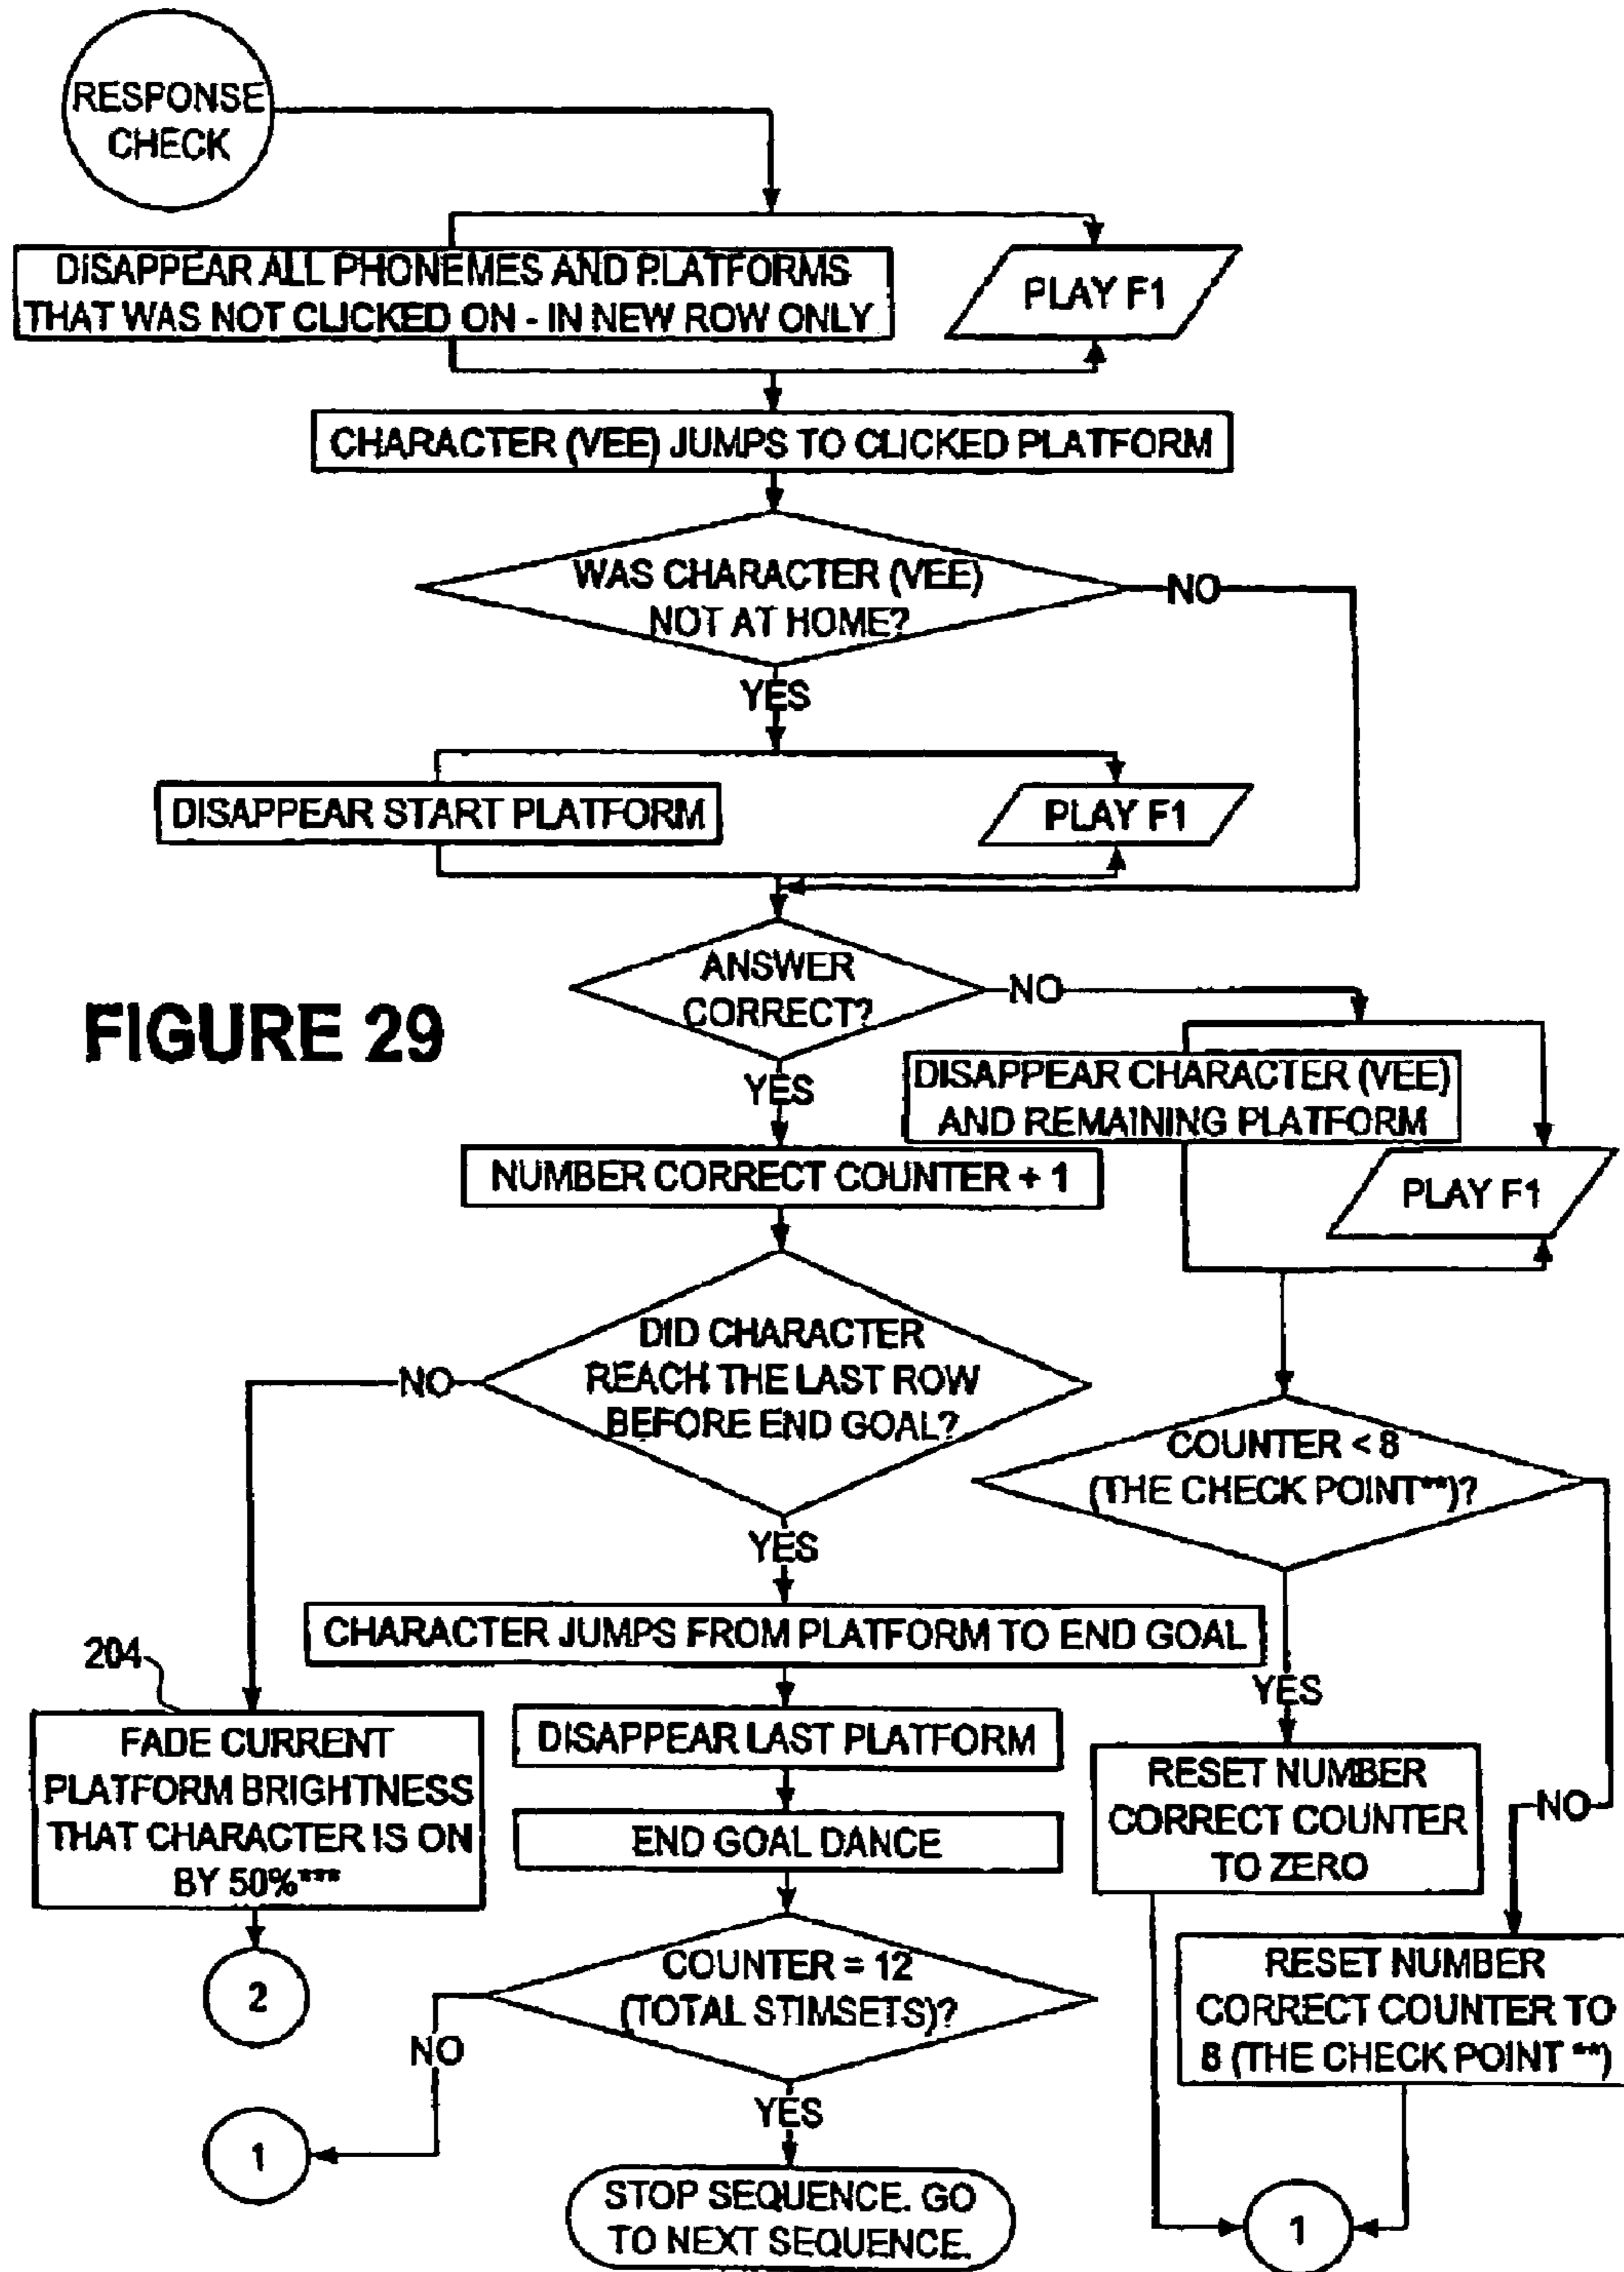 RESPONSE
CHECK
DISAPPEAR ALL PHONEMES AND PLATFORMS
THAT WAS NOT CLICKED ON - IN NEW ROW ONLY
PLAY F1
CHARACTER (VEE) JUMPS TO CLICKED PLATFORM
WAS CHARACTER (VEE)
NOT AT HOME?
NO
YES
DISAPPEAR START PLATFORM
PLAY F1
ANSWER
CORRECT?
NO
FIGURE 29
YES
DISAPPEAR CHARACTER (VEE)
AND REMAINING PLATFORM
PLAY F1
NUMBER CORRECT COUNTER + 1
DID CHARACTER
REACH THE LAST ROW
BEFORE END GOAL?
NO
COUNTER < 8
(THE CHECK POINT**)?
YES
CHARACTER JUMPS FROM PLATFORM TO END GOAL
204
YES
FADE CURRENT
PLATFORM BRIGHTNESS
THAT CHARACTER IS ON
BY 50%***
DISAPPEAR LAST PLATFORM
RESET NUMBER
CORRECT COUNTER
TO ZERO
NO
END GOAL DANCE
2
COUNTER = 12
(TOTAL STIMSETS)?
RESET NUMBER
CORRECT COUNTER TO
8 (THE CHECK POINT **)
NO
YES
1
STOP SEQUENCE. GO
TO NEXT SEQUENCE.
1